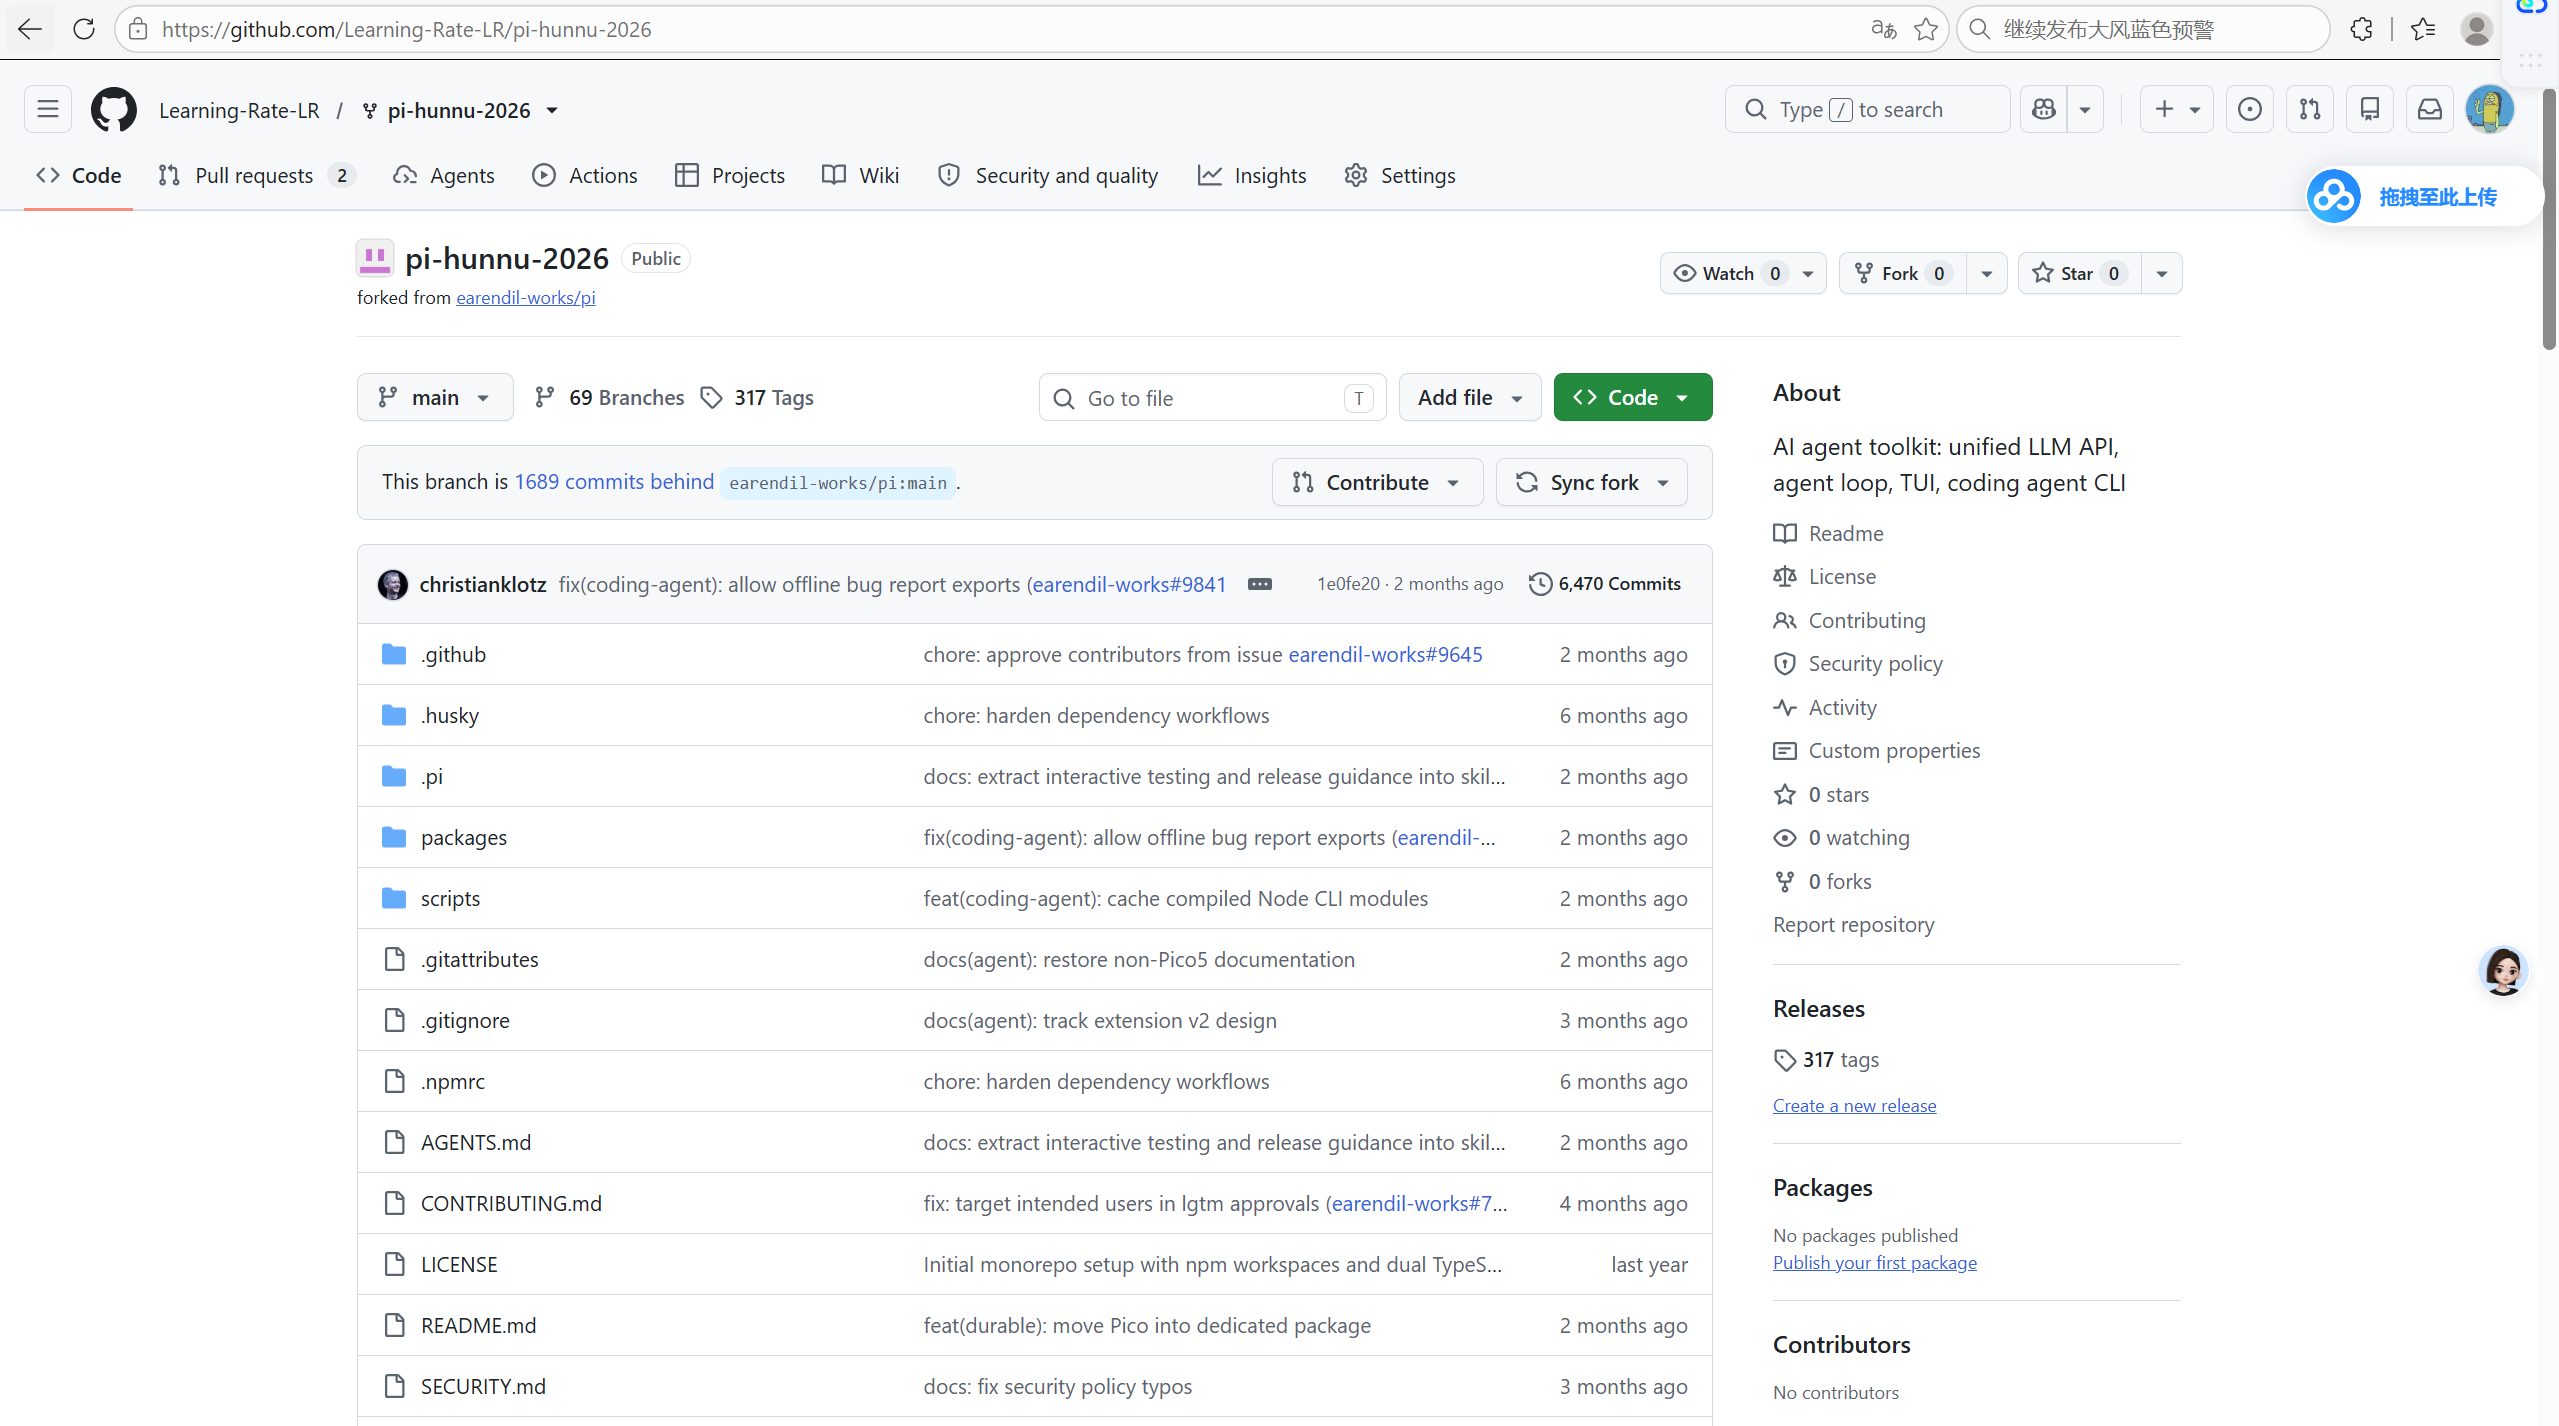 https://github.com/Learning-Rate-LR/pi-hunnu-2026
继续发布大风蓝色预警
Learning-Rate-LR / pi-hunnu-2026
Type / to search
Code
Pull requests 2
Agents
Actions
Projects
Wiki
Security and quality
Insights
Settings
拖拽至此上传
pi-hunnu-2026 Public
forked from earendil-works/pi
Watch 0
Fork 0
Star 0
main
69 Branches
317 Tags
Go to file T
Add file
Code
This branch is 1689 commits behind earendil-works/pi:main .
Contribute
Sync fork
christianklotz fix(coding-agent): allow offline bug report exports (earendil-works#9841 1e0fe20 · 2 months ago 6,470 Commits
.github chore: approve contributors from issue earendil-works#9645 2 months ago
.husky chore: harden dependency workflows 6 months ago
.pi docs: extract interactive testing and release guidance into skil... 2 months ago
packages fix(coding-agent): allow offline bug report exports (earendil-... 2 months ago
scripts feat(coding-agent): cache compiled Node CLI modules 2 months ago
.gitattributes docs(agent): restore non-Pico5 documentation 2 months ago
.gitignore docs(agent): track extension v2 design 3 months ago
.npmrc chore: harden dependency workflows 6 months ago
AGENTS.md docs: extract interactive testing and release guidance into skil... 2 months ago
CONTRIBUTING.md fix: target intended users in lgtm approvals (earendil-works#7... 4 months ago
LICENSE Initial monorepo setup with npm workspaces and dual TypeS... last year
README.md feat(durable): move Pico into dedicated package 2 months ago
SECURITY.md docs: fix security policy typos 3 months ago
About
AI agent toolkit: unified LLM API,
agent loop, TUI, coding agent CLI
Readme
License
Contributing
Security policy
Activity
Custom properties
0 stars
0 watching
0 forks
Report repository
Releases
317 tags
Create a new release
Packages
No packages published
Publish your first package
Contributors
No contributors